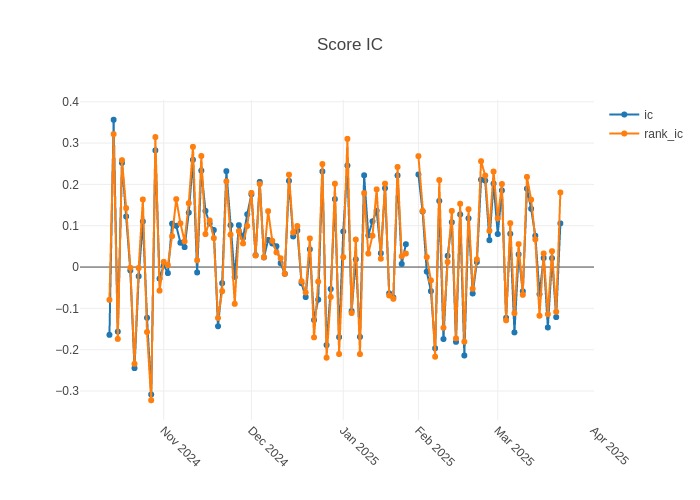 Score IC
0.4
0.3
0.2
0.1
0
−0.1
−0.2
−0.3
Nov 2024
Dec 2024
Jan 2025
Feb 2025
Mar 2025
Apr 2025
ic
rank_ic